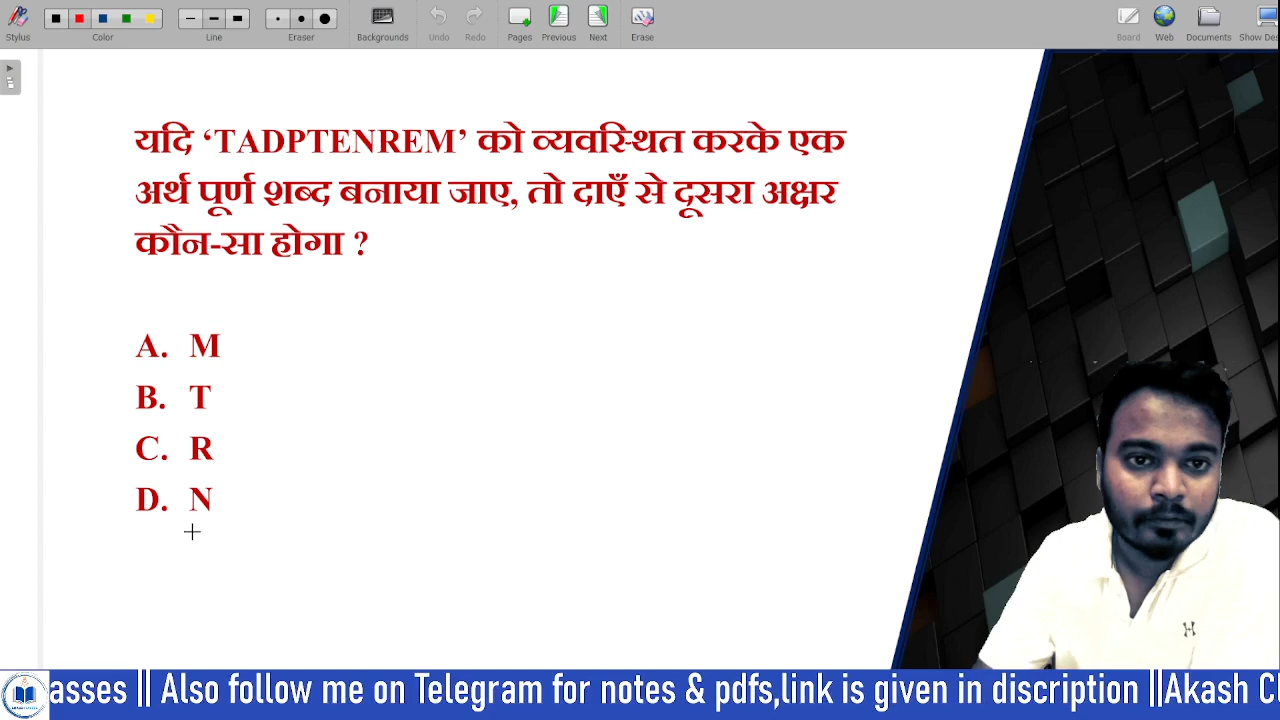 Stylus
Color
Line
Eraser
Backgrounds
Undo
Redo
Pages
Previous
Next
Erase
Board
Web
Documents
Show De
यदि ‘TADPTENREM’ को व्यवस्थित करके एक
अर्थ पूर्ण शब्द बनाया जाए, तो दाएँ से दूसरा अक्षर
कौन-सा होगा ?
A. M
B. T
C. R
D. N
H
asses || Also follow me on Telegram for notes & pdfs,link is given in discription ||Akash C